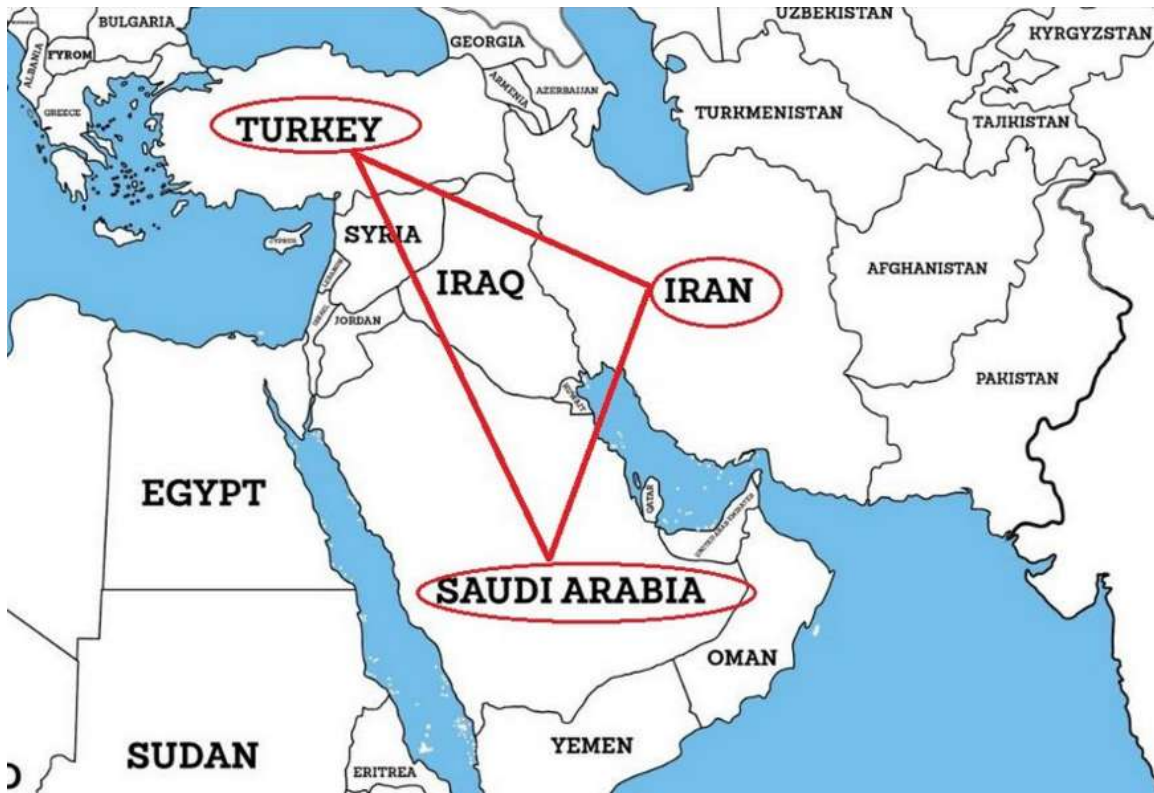 UZBEKISTAN
BULGARIA
KYRGYZSTAN
GEORGIA
ALBANIA
FYROM
ARMENIA
AZERBAIJAN
TURKMENISTAN
GREECE
TAJIKISTAN
TURKEY
SYRIA
CYPRUS
LEBANON
IRAQ
IRAN
AFGHANISTAN
ISRAEL
JORDAN
PAKISTAN
KUWAIT
EGYPT
QATAR
UNITED ARAB EMIRATES
SAUDI ARABIA
OMAN
SUDAN
YEMEN
ERITREA
D